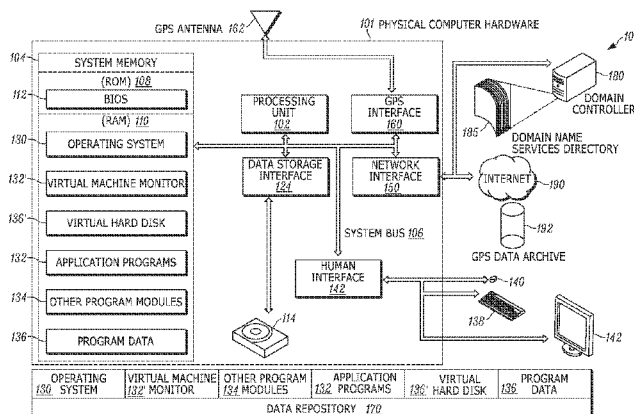 GPS ANTENNA 162
101 PHYSICAL COMPUTER HARDWARE
10
104
SYSTEM MEMORY
(ROM) 108
112
BIOS
(RAM) 110
130
OPERATING SYSTEM
132'
VIRTUAL MACHINE MONITOR
136'
VIRTUAL HARD DISK
132
APPLICATION PROGRAMS
134
OTHER PROGRAM MODULES
136
PROGRAM DATA
PROCESSING
UNIT
102
GPS
INTERFACE
160
DATA STORAGE
INTERFACE
124
NETWORK
INTERFACE
150
SYSTEM BUS 106
HUMAN
INTERFACE
142
114
180
DOMAIN
CONTROLLER
185
DOMAIN NAME
SERVICES DIRECTORY
INTERNET
190
192
GPS DATA ARCHIVE
140
138
142
OPERATING
130 SYSTEM
VIRTUAL MACHINE
132' MONITOR
OTHER PROGRAM
134 MODULES
APPLICATION
132 PROGRAMS
VIRTUAL
136' HARD DISK
PROGRAM
136 DATA
DATA REPOSITORY 170